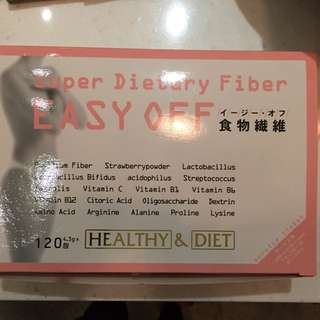 Super Dietary Fiber
EASY OFF
イージー・オフ
食物繊維
Fiber Strawberrypowder Lactobacillus
Bifidus acidophilus Streptococcus
Vitamin C Vitamin B1 Vitamin B6
B12 Citoric Acid Oligosaccharide Dextrin
Amino Acid Arginine Alanine Proline Lysine
120
HEALTHY & DIET